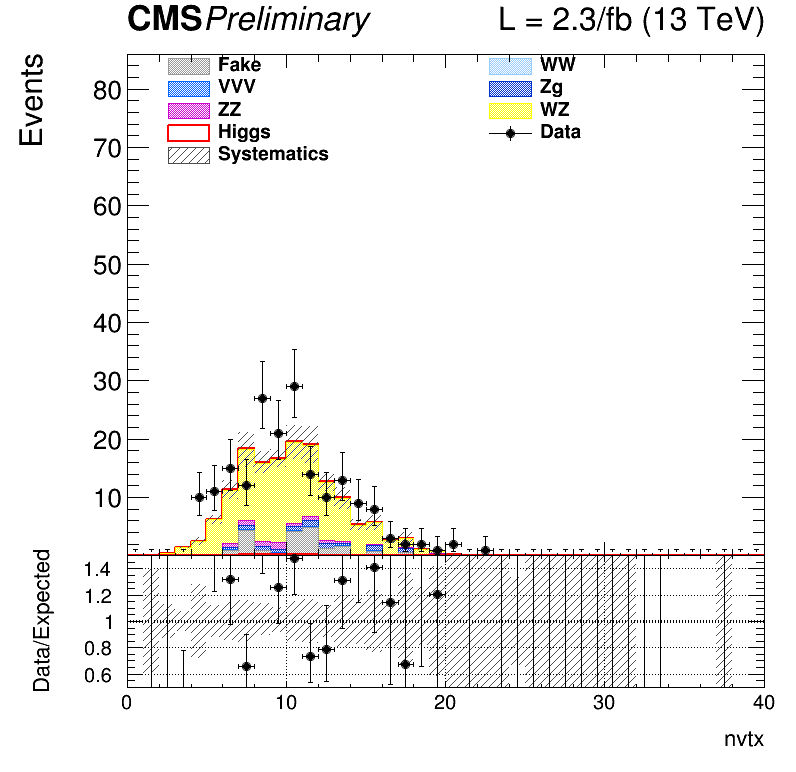 CMSPreliminary L = 2.3/fb (13 TeV)
Events
80
70
60
50
40
30
20
10
Fake
VVV
ZZ
Higgs
Systematics
WW
Zg
WZ
Data
Data/Expected
1.4
1.2
1
0.8
0.6
0 10 20 30 40
nvtx